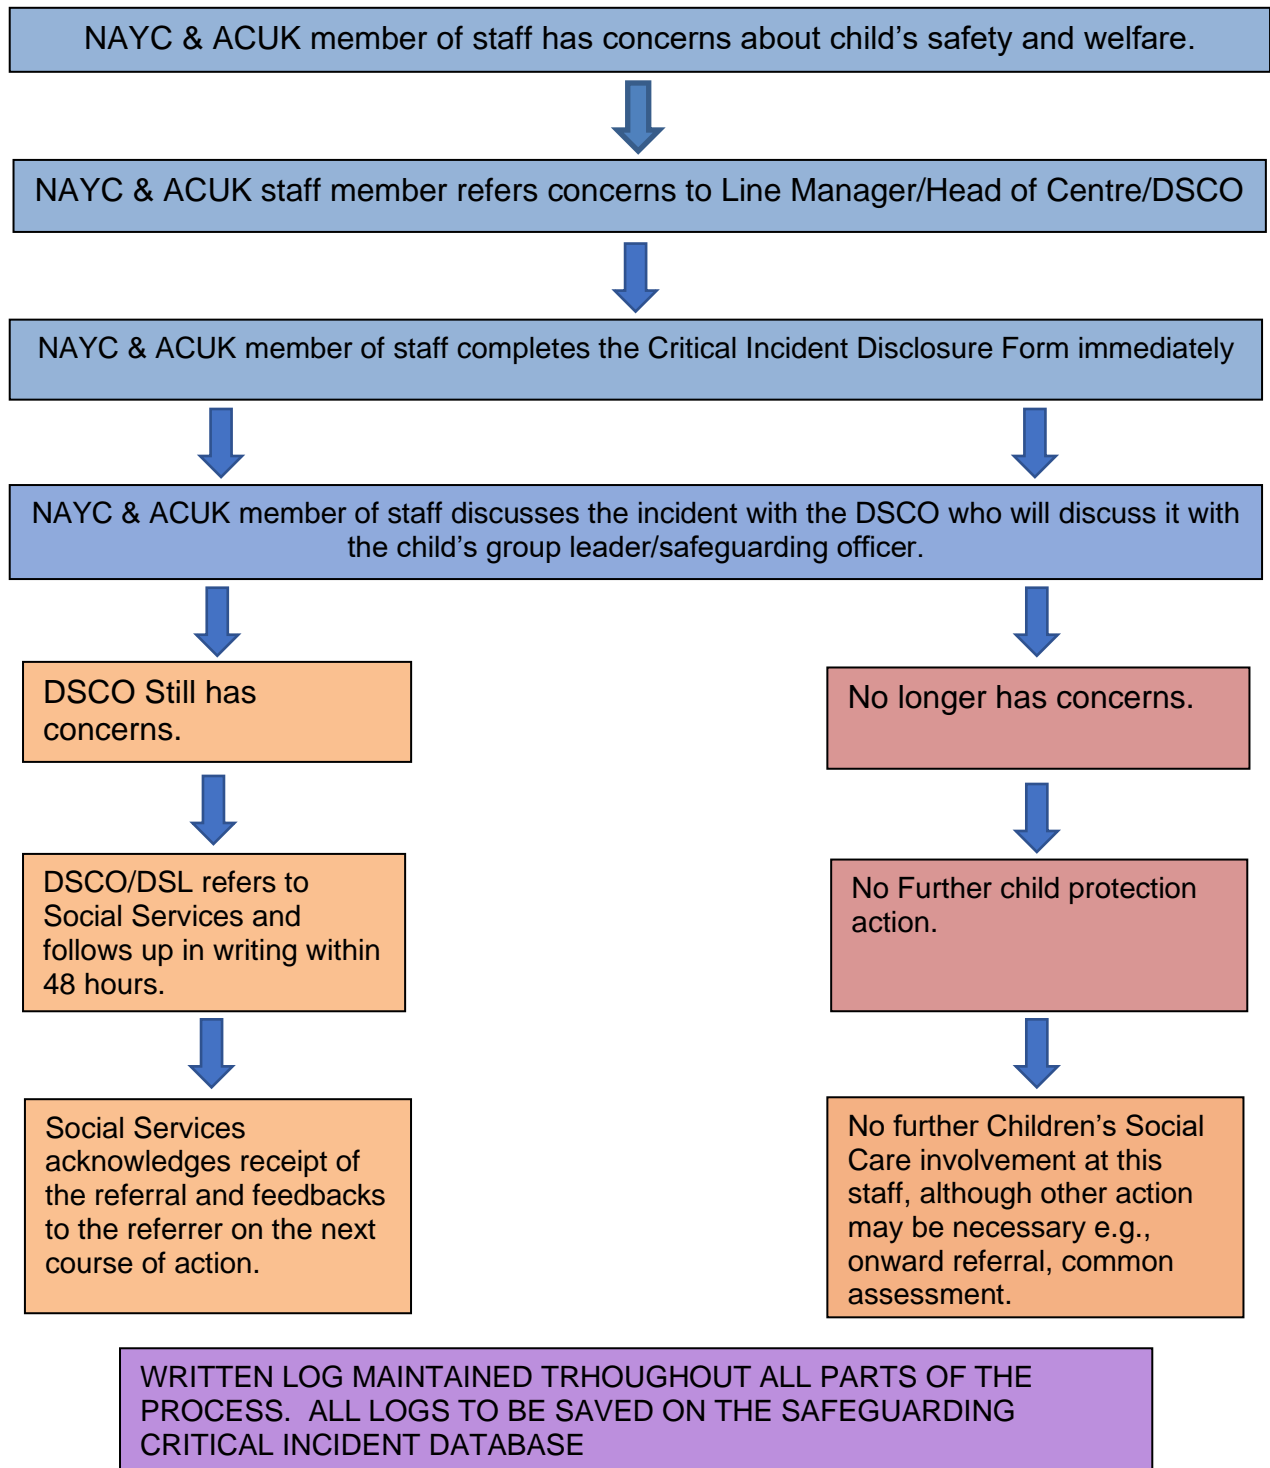 NAYC & ACUK member of staff has concerns about child’s safety and welfare.
NAYC & ACUK staff member refers concerns to Line Manager/Head of Centre/DSCO
NAYC & ACUK member of staff completes the Critical Incident Disclosure Form immediately
NAYC & ACUK member of staff discusses the incident with the DSCO who will discuss it with
the child’s group leader/safeguarding officer.
DSCO Still has
concerns.
No longer has concerns.
DSCO/DSL refers to
Social Services and
follows up in writing within
48 hours.
No Further child protection
action.
Social Services
acknowledges receipt of
the referral and feedbacks
to the referrer on the next
course of action.
No further Children’s Social
Care involvement at this
staff, although other action
may be necessary e.g.,
onward referral, common
assessment.
WRITTEN LOG MAINTAINED TRHOUGHOUT ALL PARTS OF THE
PROCESS.  ALL LOGS TO BE SAVED ON THE SAFEGUARDING
CRITICAL INCIDENT DATABASE